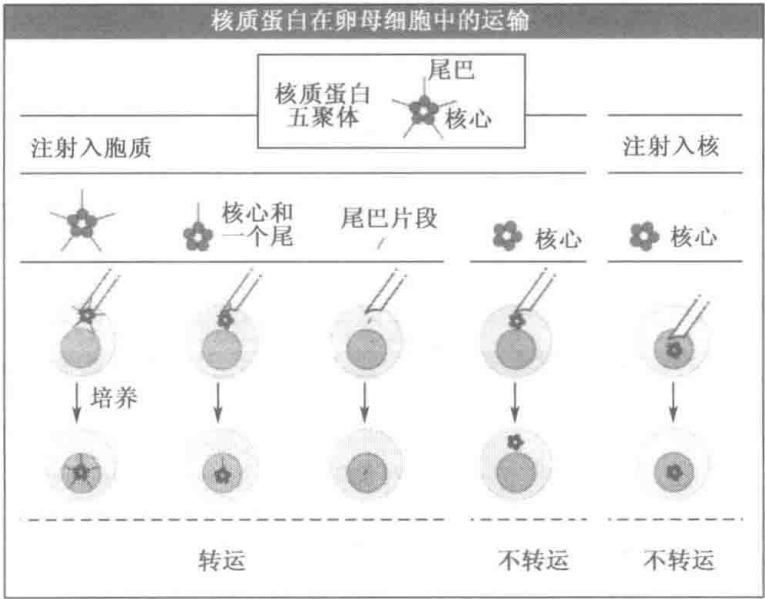 核质蛋白在卵母细胞中的运输
核质蛋白
五聚体
尾巴
核心
注射入胞质
注射入核
核心和
一个尾
尾巴片段
核心
核心
培养
转运
不转运
不转运